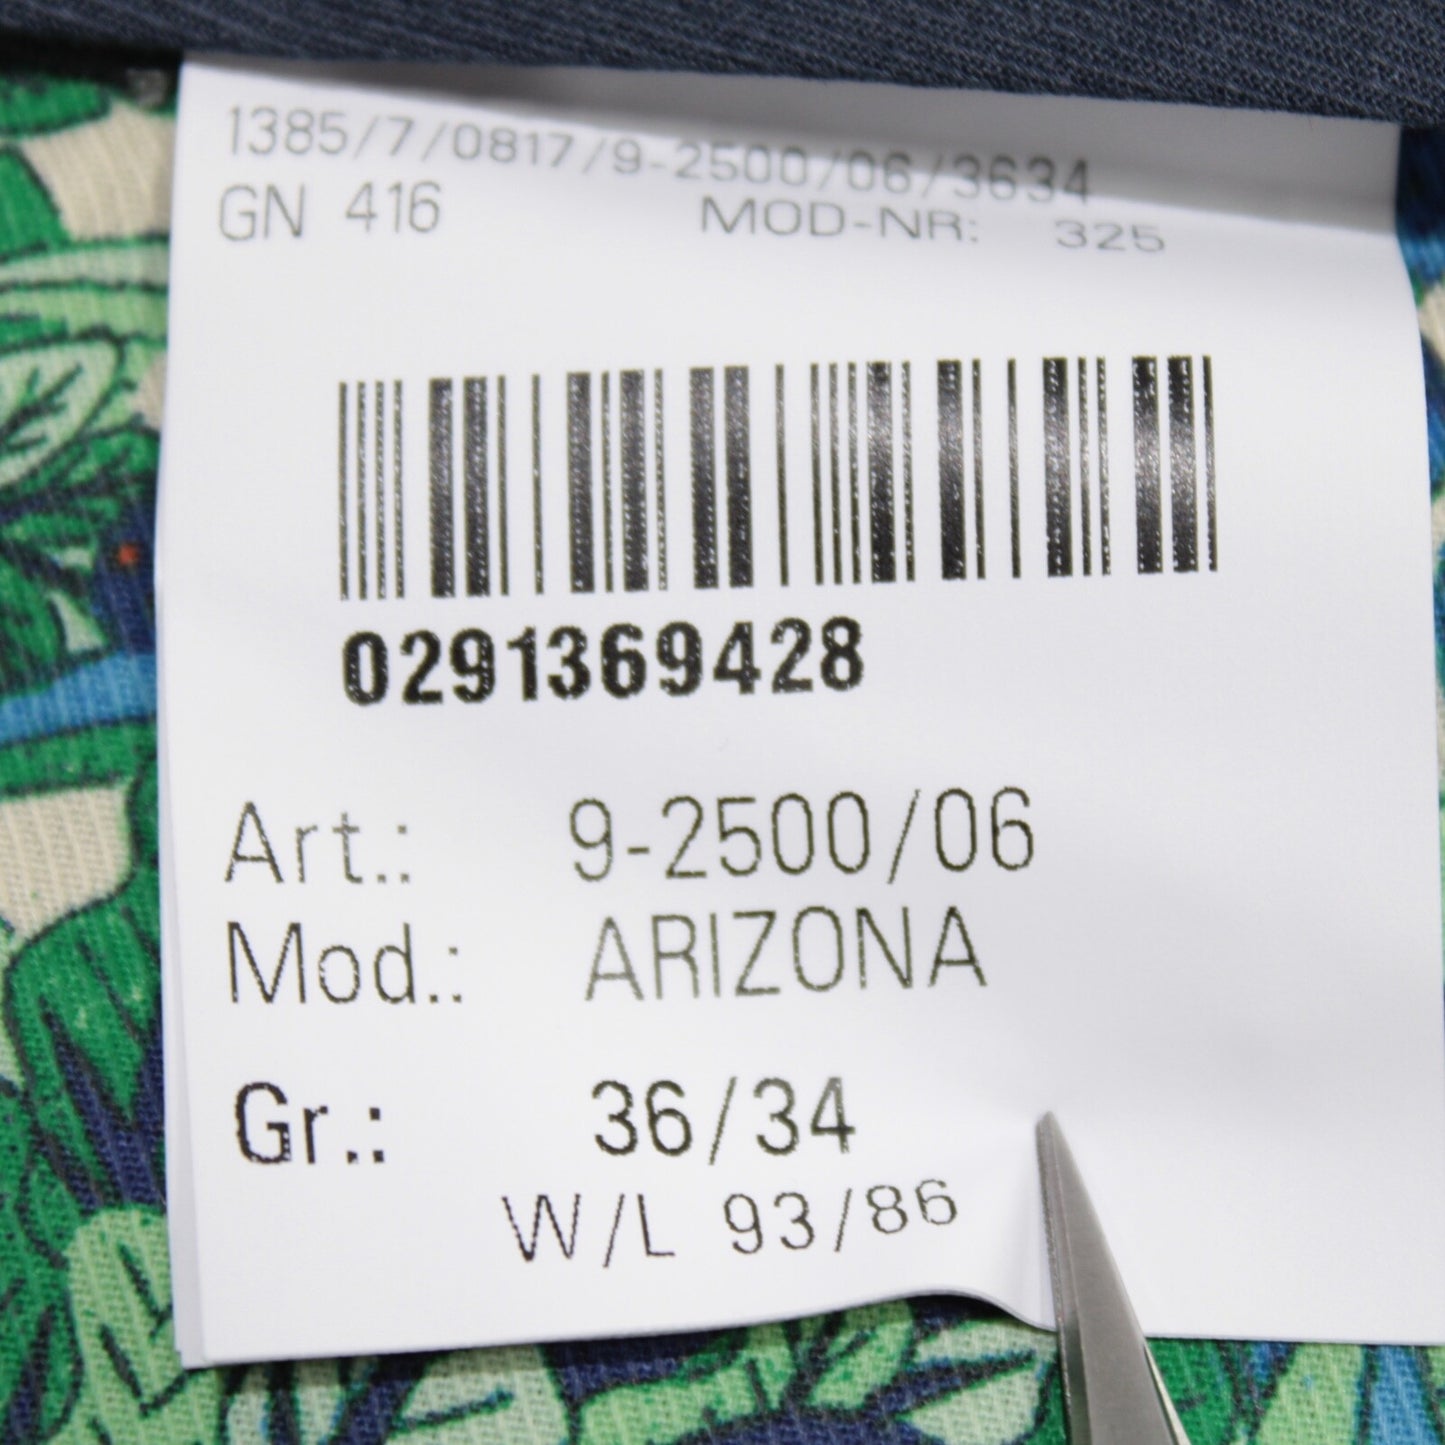 1385/7/0817/9-2500/06/3634
GN 416 MOD-NR: 325
0291369428
Art.: 9-2500/06
Mod.: ARIZONA
Gr.: 36/34
W/L 93/86